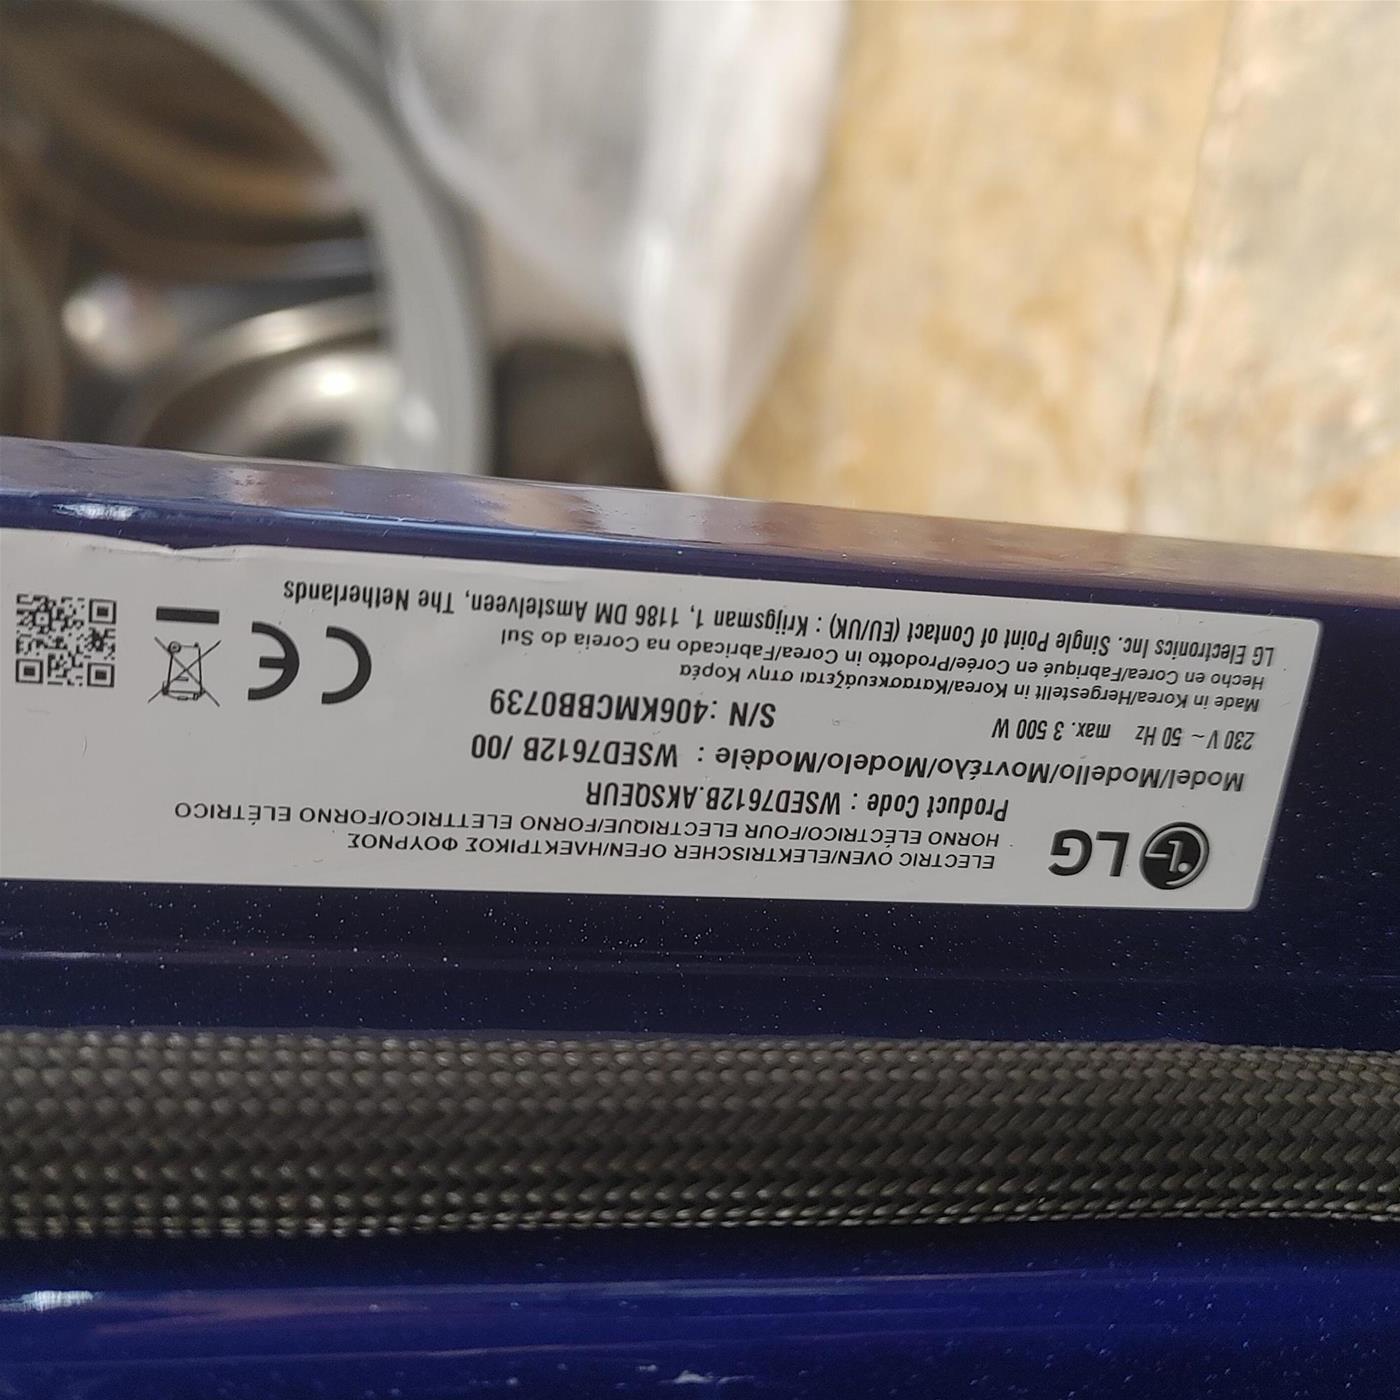 LG
ELECTRIC OVEN/ELEKTRISCHER OFEN/ΗΛΕΚΤΡΙΚΟΣ ΦΟΥΡΝΟΣ
HORNO ELÉCTRICO/FOUR ELECTRIQUE/FORNO ELETTRICO/FORNO ELÉTRICO
Product Code : WSED7612B.AKSQEUR
Model/Modello/Μοντέλο/Modelo/Modèle : WSED7612B /00
230 V ~ 50 Hz max. 3 500 W
S/N :406KMCBB0739
Made in Korea/Hergestellt in Korea/Κατασκευάζεται στην Κορέα
Hecho en Corea/Fabriqué en Corée/Prodotto in Corea/Fabricado na Coreia do Sul
LG Electronics Inc. Single Point of Contact (EU/UK) : Krijgsman 1, 1186 DM Amstelveen, The Netherlands
CE